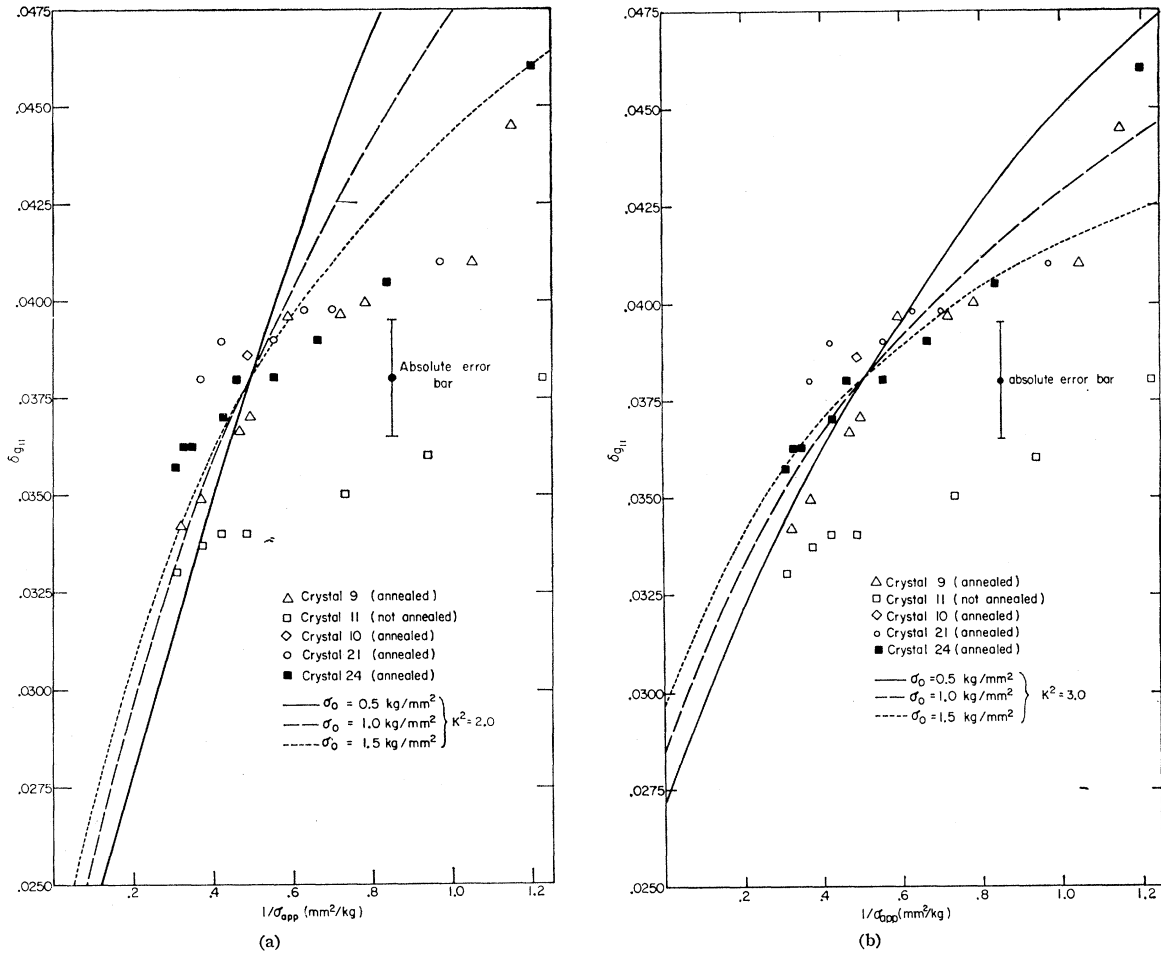 .0475
.0450
.0425
.0400
.0375
.0350
.0325
.0300
.0275
.0250
δg₁₁
Absolute error
bar
△ Crystal 9 (annealed)
□ Crystal 11 (not annealed)
◇ Crystal 10 (annealed)
○ Crystal 21 (annealed)
■ Crystal 24 (annealed)
σ₀ = 0.5 kg/mm²
σ₀ = 1.0 kg/mm² } K²=2.0
σ₀ = 1.5 kg/mm²
.2 .4 .6 .8 1.0 1.2
1/σapp (mm²/kg)
(a)
.0475
.0450
.0425
.0400
.0375
.0350
.0325
.0300
.0275
.0250
δg₁₁
absolute error bar
△ Crystal 9 (annealed)
□ Crystal 11 (not annealed)
◇ Crystal 10 (annealed)
○ Crystal 21 (annealed)
■ Crystal 24 (annealed)
σ₀ =0.5 kg/mm²
σ₀ =1.0 kg/mm² } K²=3.0
σ₀ =1.5 kg/mm²
.2 .4 .6 .8 1.0 1.2
1/σapp(mm²/kg)
(b)